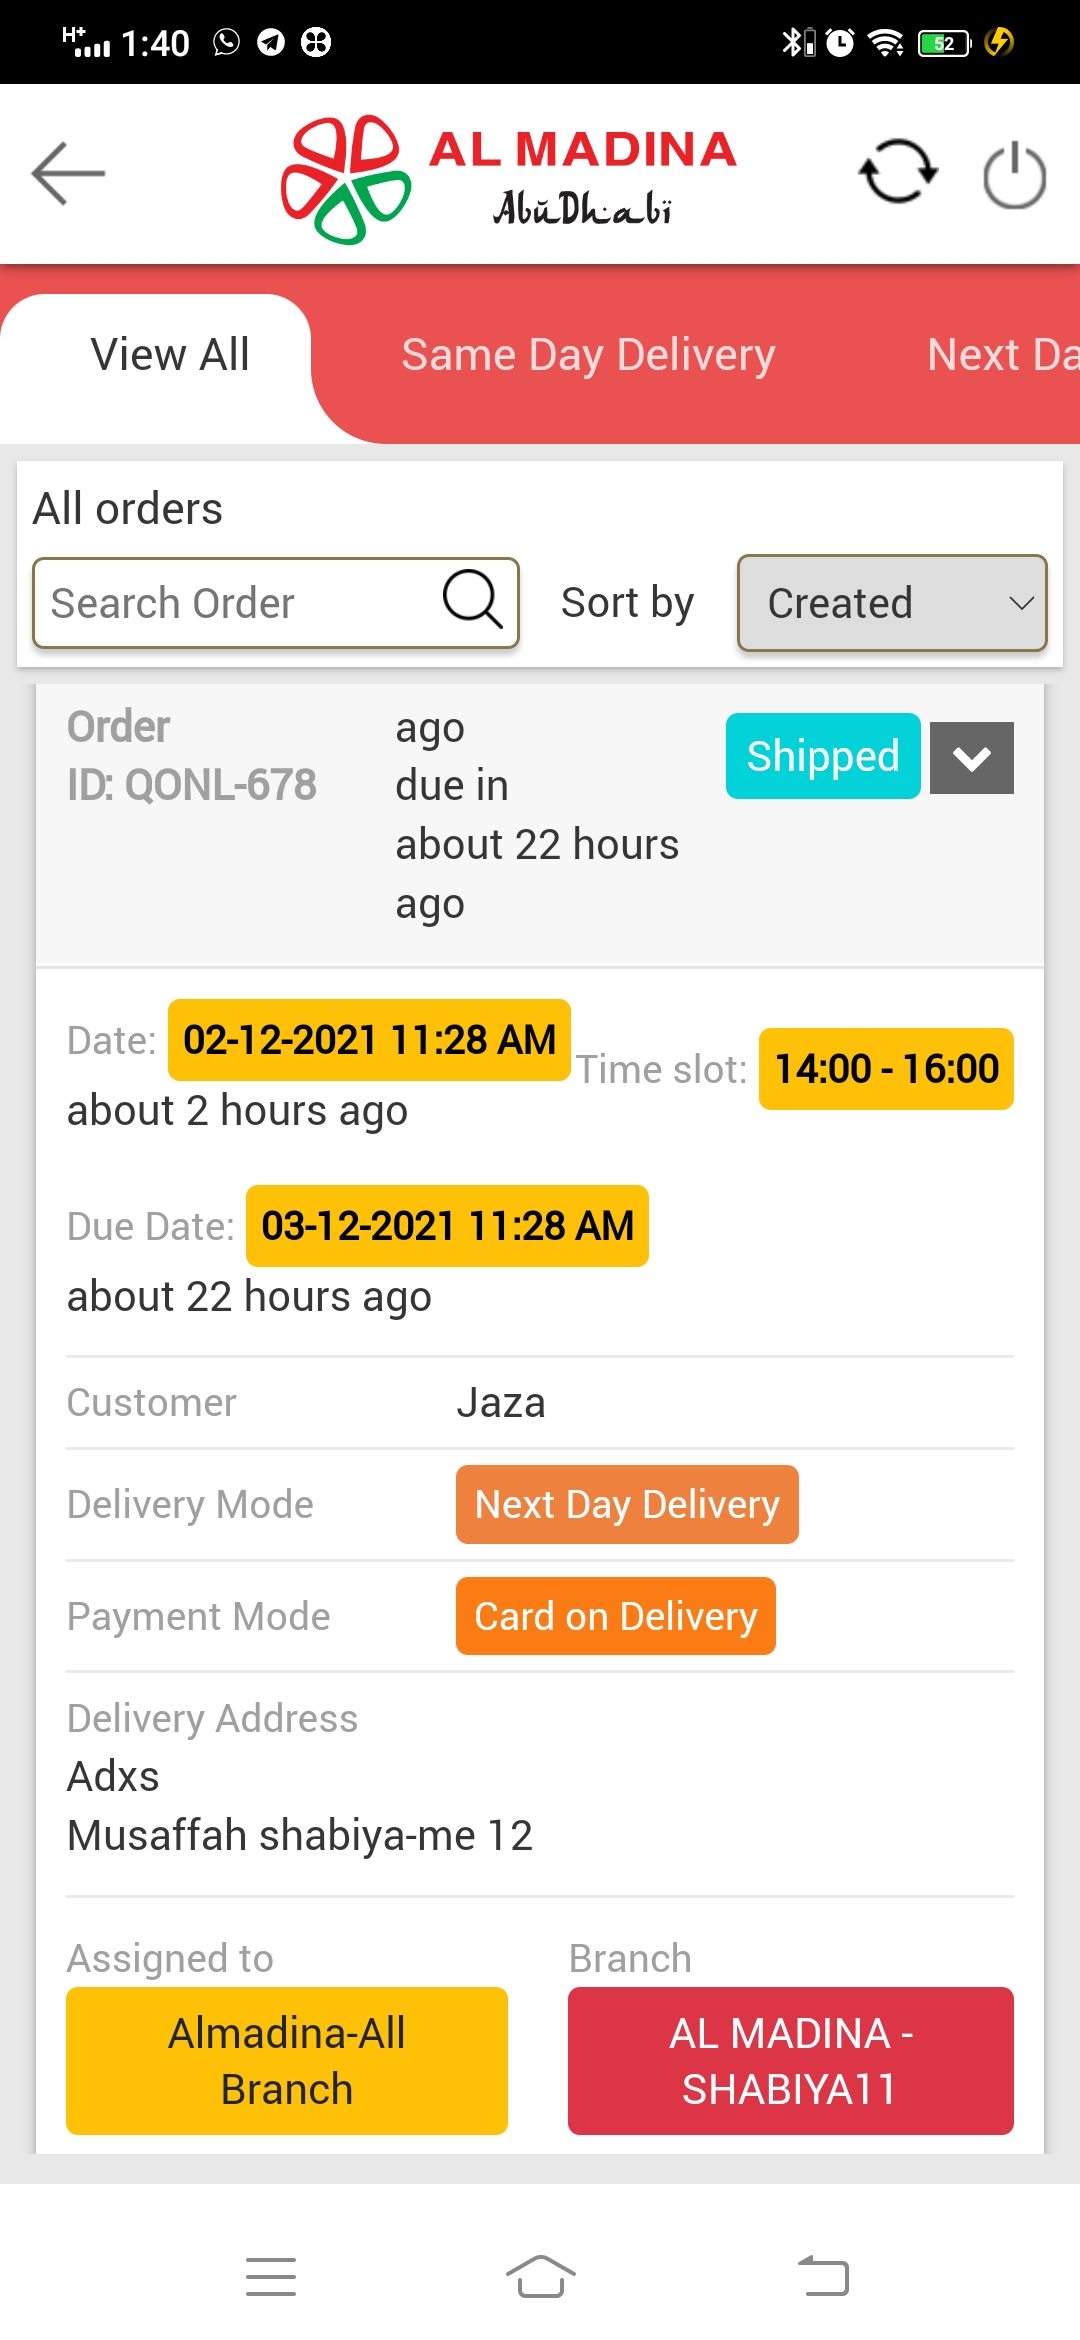 H+ 1:40 52
AL MADINA
AbuDhabi
View All Same Day Delivery Next Da
All orders
Search Order Sort by Created
Order ago Shipped
ID: QONL-678 due in
about 22 hours
ago
Date: 02-12-2021 11:28 AM Time slot: 14:00 - 16:00
about 2 hours ago
Due Date: 03-12-2021 11:28 AM
about 22 hours ago
Customer Jaza
Delivery Mode Next Day Delivery
Payment Mode Card on Delivery
Delivery Address
Adxs
Musaffah shabiya-me 12
Assigned to Branch
Almadina-All AL MADINA -
Branch SHABIYA11